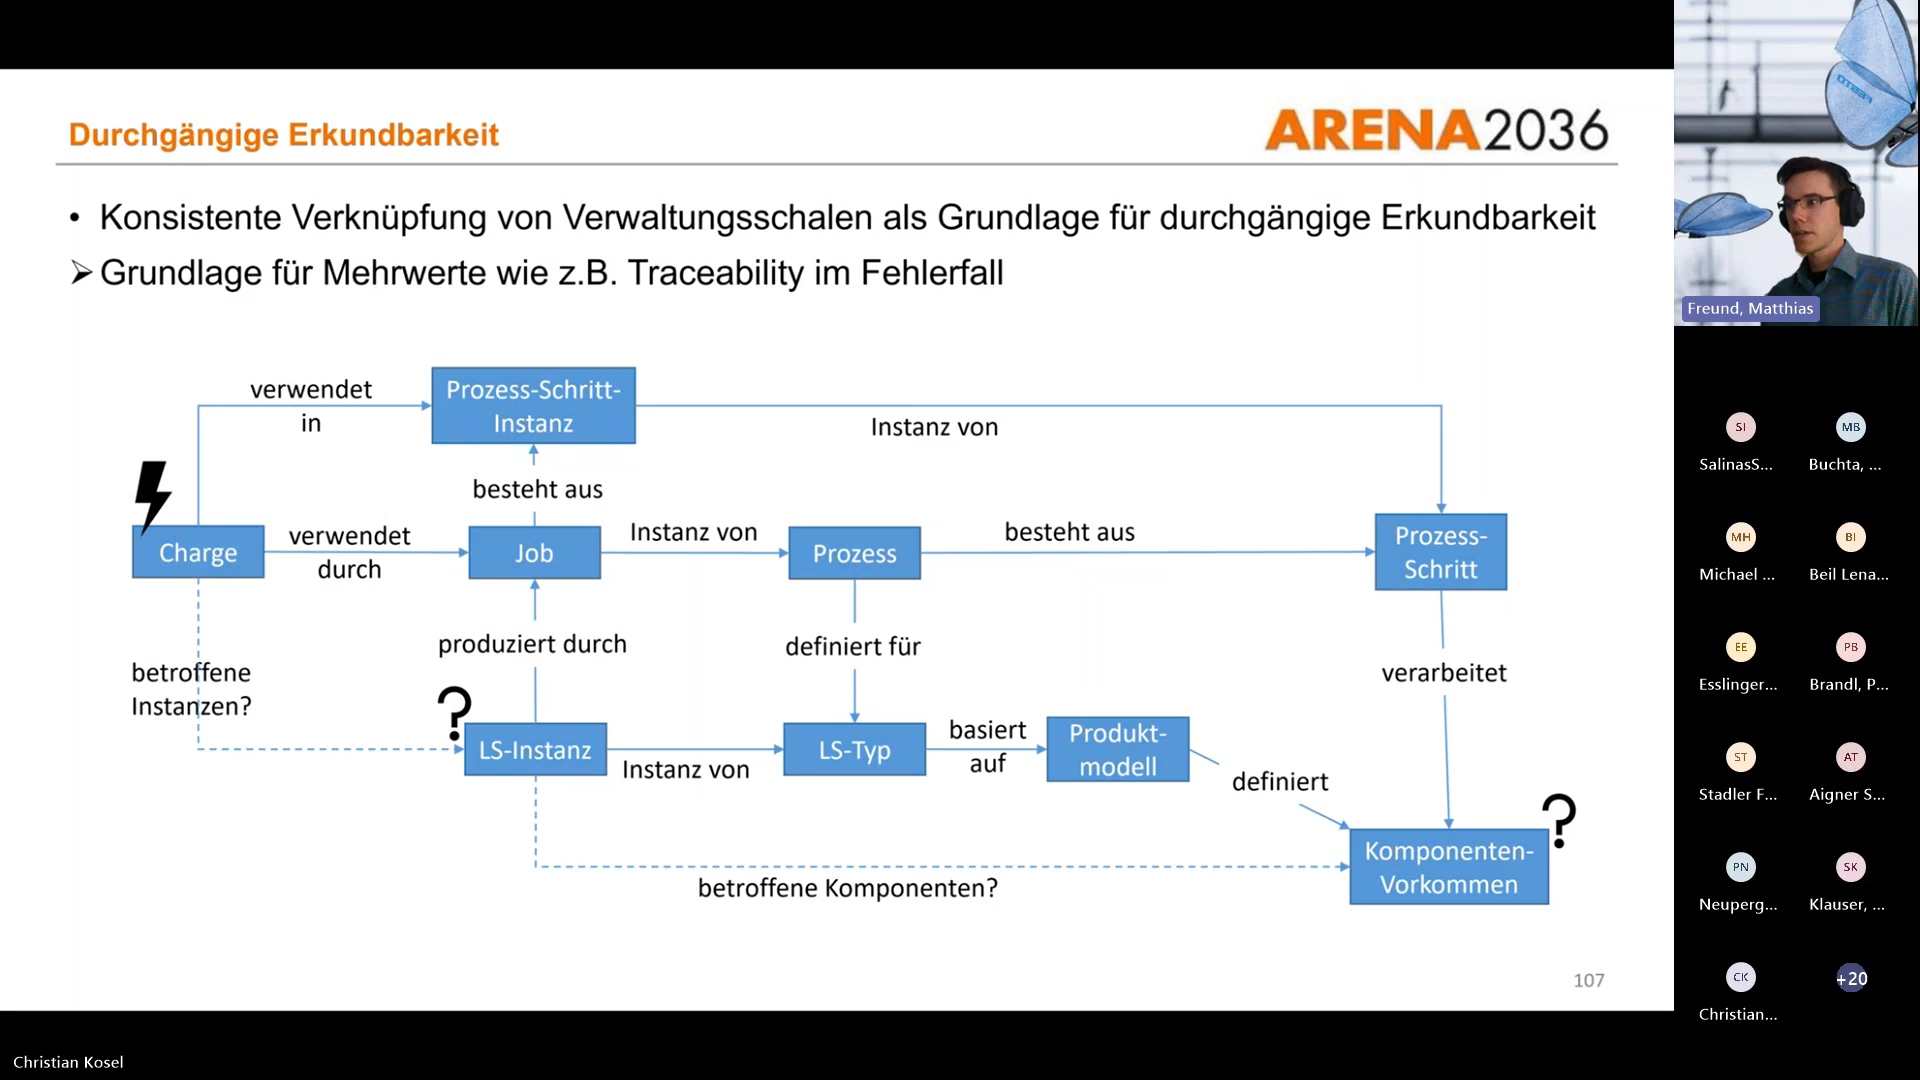 Durchgängige Erkundbarkeit
ARENA2036
• Konsistente Verknüpfung von Verwaltungsschalen als Grundlage für durchgängige Erkundbarkeit
➢ Grundlage für Mehrwerte wie z.B. Traceability im Fehlerfall
verwendet
in
Prozess-Schritt-
Instanz
Instanz von
besteht aus
Charge
verwendet
durch
Job
Instanz von
Prozess
besteht aus
Prozess-
Schritt
betroffene
Instanzen?
produziert durch
definiert für
verarbeitet
?
LS-Instanz
Instanz von
LS-Typ
basiert
auf
Produkt-
modell
definiert
?
Komponenten-
Vorkommen
betroffene Komponenten?
107
Christian Kosel
FESTO
Freund, Matthias
SI
SalinasS...
MB
Buchta, ...
MH
Michael ...
BI
Beil Lena...
EE
Esslinger...
PB
Brandl, P...
ST
Stadler F...
AT
Aigner S...
PN
Neuperg...
SK
Klauser, ...
CK
Christian...
+20